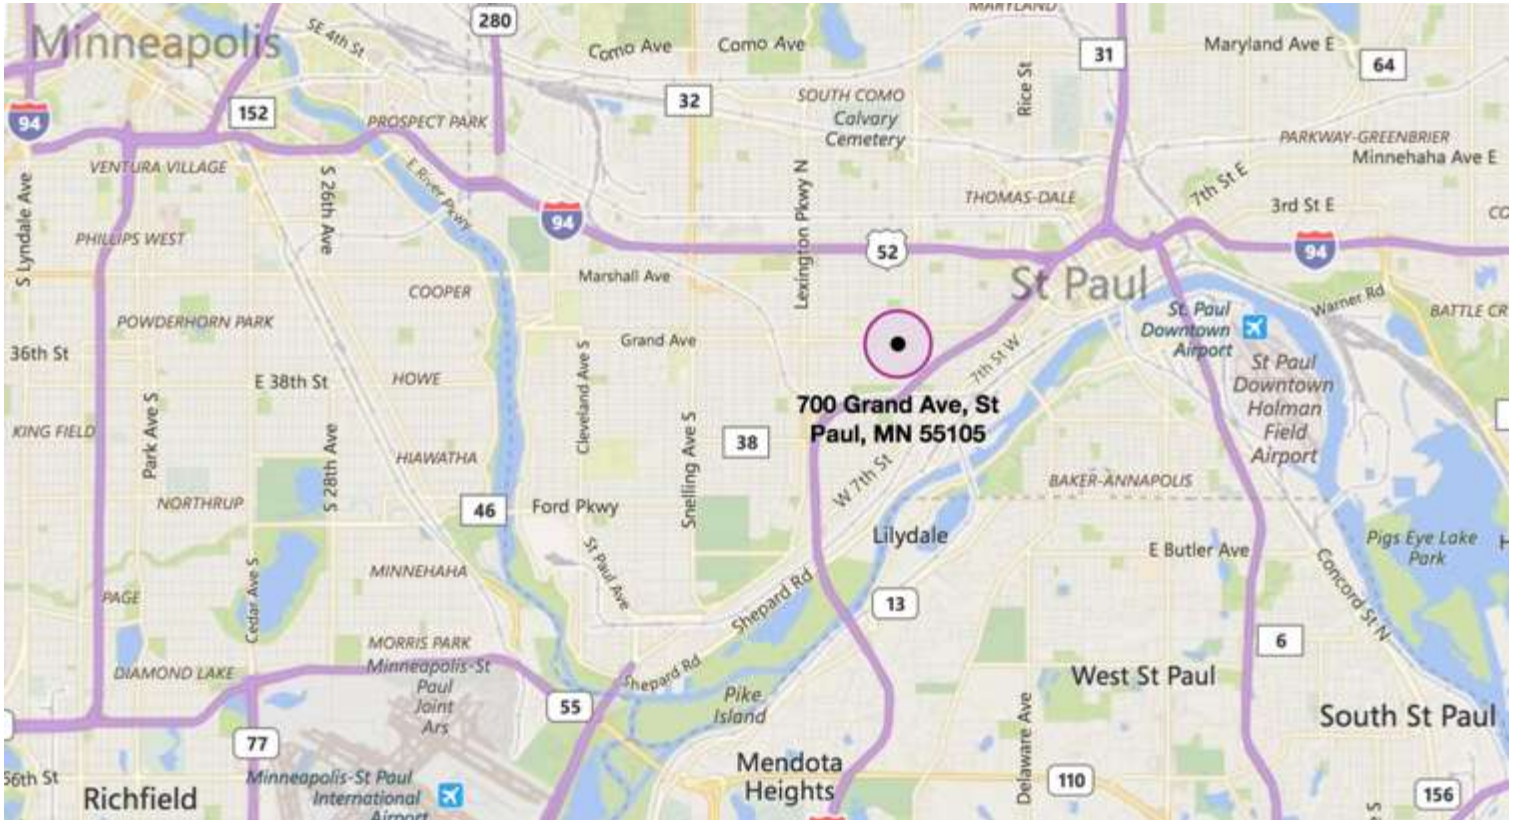 MARYLAND
280
SE 4th St
Minneapolis
Como Ave
Como Ave
31
Maryland Ave E
64
94
152
32
SOUTH COMO
Calvary
Cemetery
Rice St
PROSPECT PARK
PARKWAY-GREENBRIER
Minnehaha Ave E
VENTURA VILLAGE
E River Pkwy
S Lyndale Ave
S 26th Ave
Lexington Pkwy N
THOMAS-DALE
7th St E
3rd St E
CO
94
PHILLIPS WEST
52
94
Marshall Ave
St Paul
COOPER
Warner Rd
BATTLE CR
St. Paul
Downtown
Airport
POWDERHORN PARK
Grand Ave
36th St
7th St W
St Paul
Downtown
Holman
Field
Airport
E 38th St
HOWE
Cleveland Ave S
700 Grand Ave, St
Paul, MN 55105
KING FIELD
Park Ave S
S 28th Ave
38
Snelling Ave S
HIAWATHA
W 7th St
BAKER-ANNAPOLIS
NORTHRUP
46
Ford Pkwy
Lilydale
Pigs Eye Lake
Park
H
E Butler Ave
St Paul Ave
Concord St N
MINNEHAHA
PAGE
Cedar Ave S
Shepard Rd
13
6
MORRIS PARK
DIAMOND LAKE
Minneapolis-St
Paul
Joint
Ars
Shepard Rd
West St Paul
Pike
Island
55
South St Paul
77
Delaware Ave
Mendota
Heights
56th St
Minneapolis-St Paul
International
Airport
Richfield
110
156
S